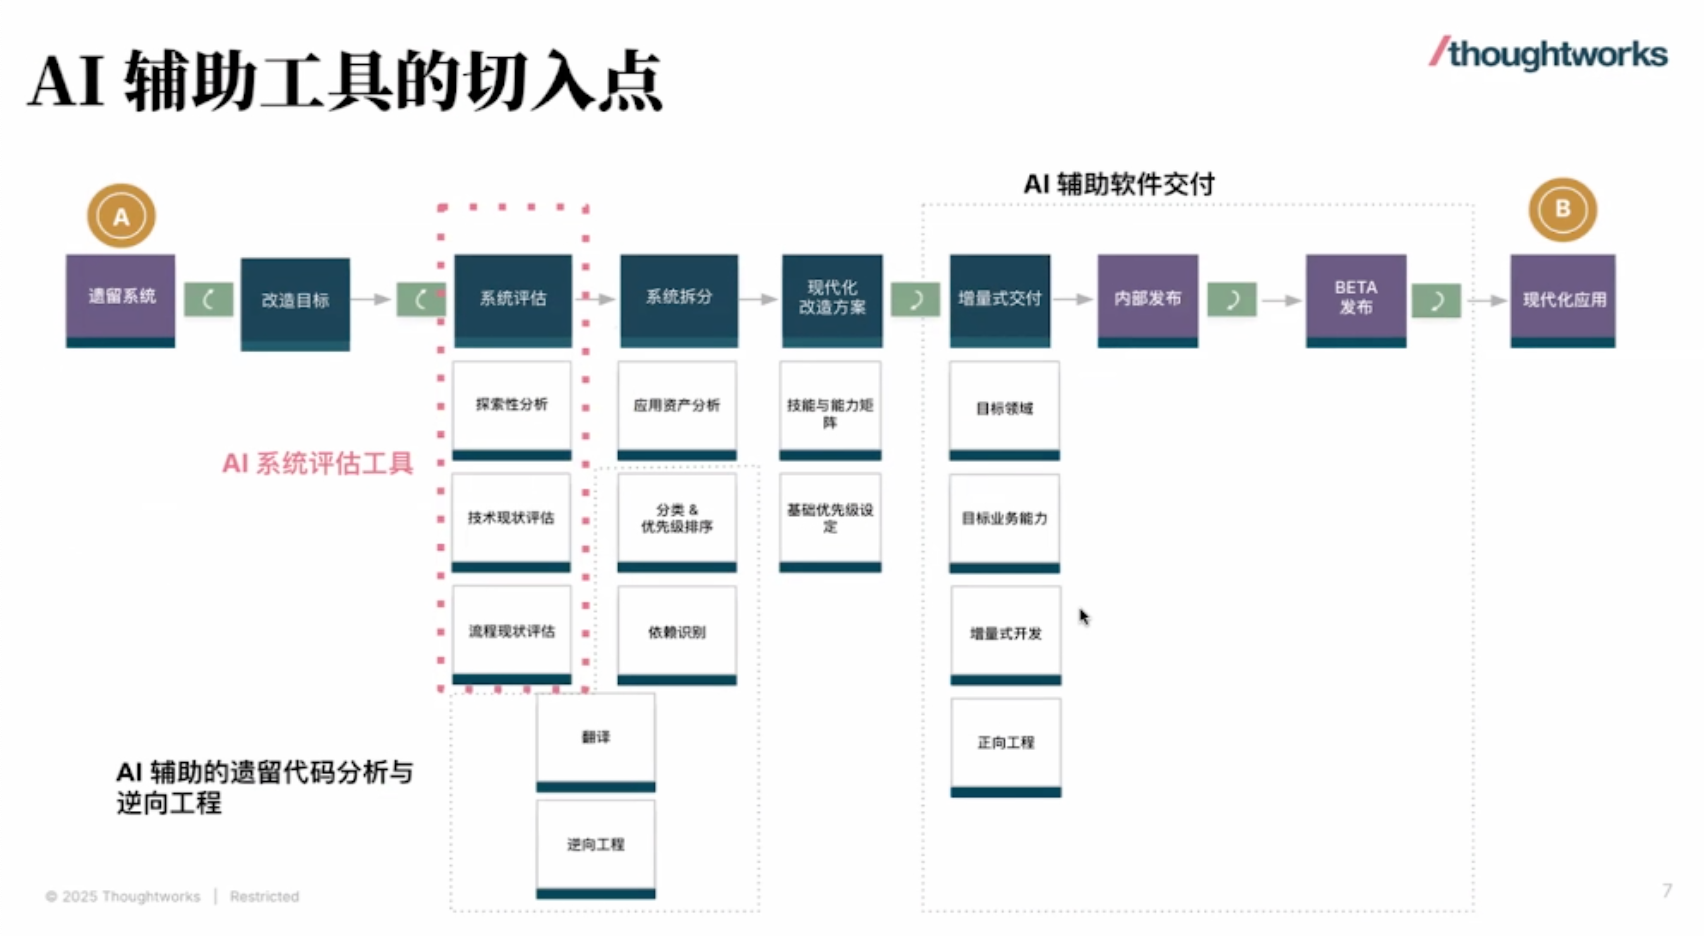 AI 辅助工具的切入点
/thoughtworks
AI 辅助软件交付
A
B
遗留系统
改造目标
系统评估
系统拆分
现代化
改造方案
增量式交付
内部发布
BETA
发布
现代化应用
探索性分析
应用资产分析
技能与能力矩
阵
目标领域
AI 系统评估工具
技术现状评估
分类 &
优先级排序
基础优先级设
定
目标业务能力
流程现状评估
依赖识别
增量式开发
翻译
正向工程
AI 辅助的遗留代码分析与
逆向工程
逆向工程
© 2025 Thoughtworks | Restricted
7